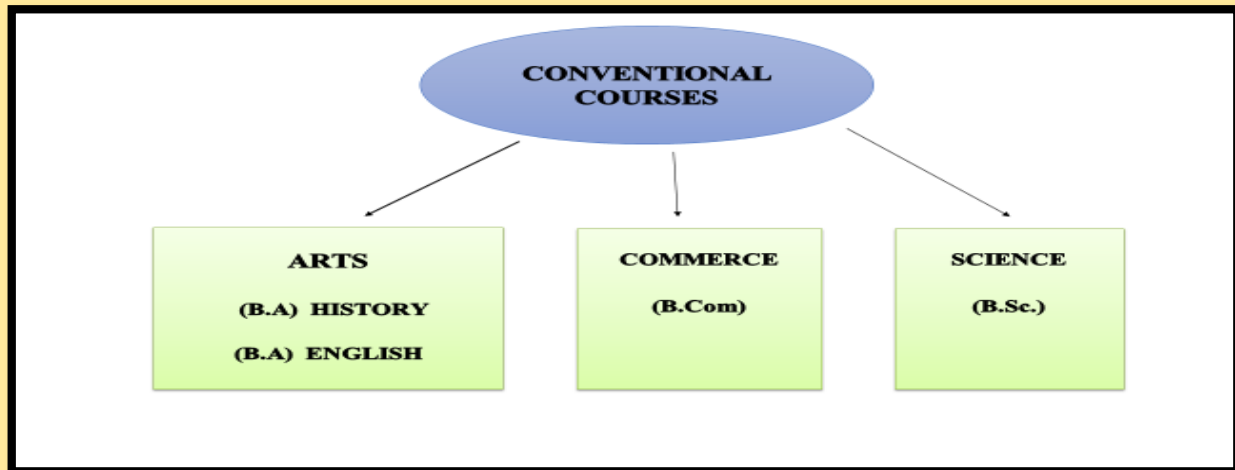 CONVENTIONAL
COURSES
ARTS
(B.A) HISTORY
(B.A) ENGLISH
COMMERCE
(B.Com)
SCIENCE
(B.Sc.)